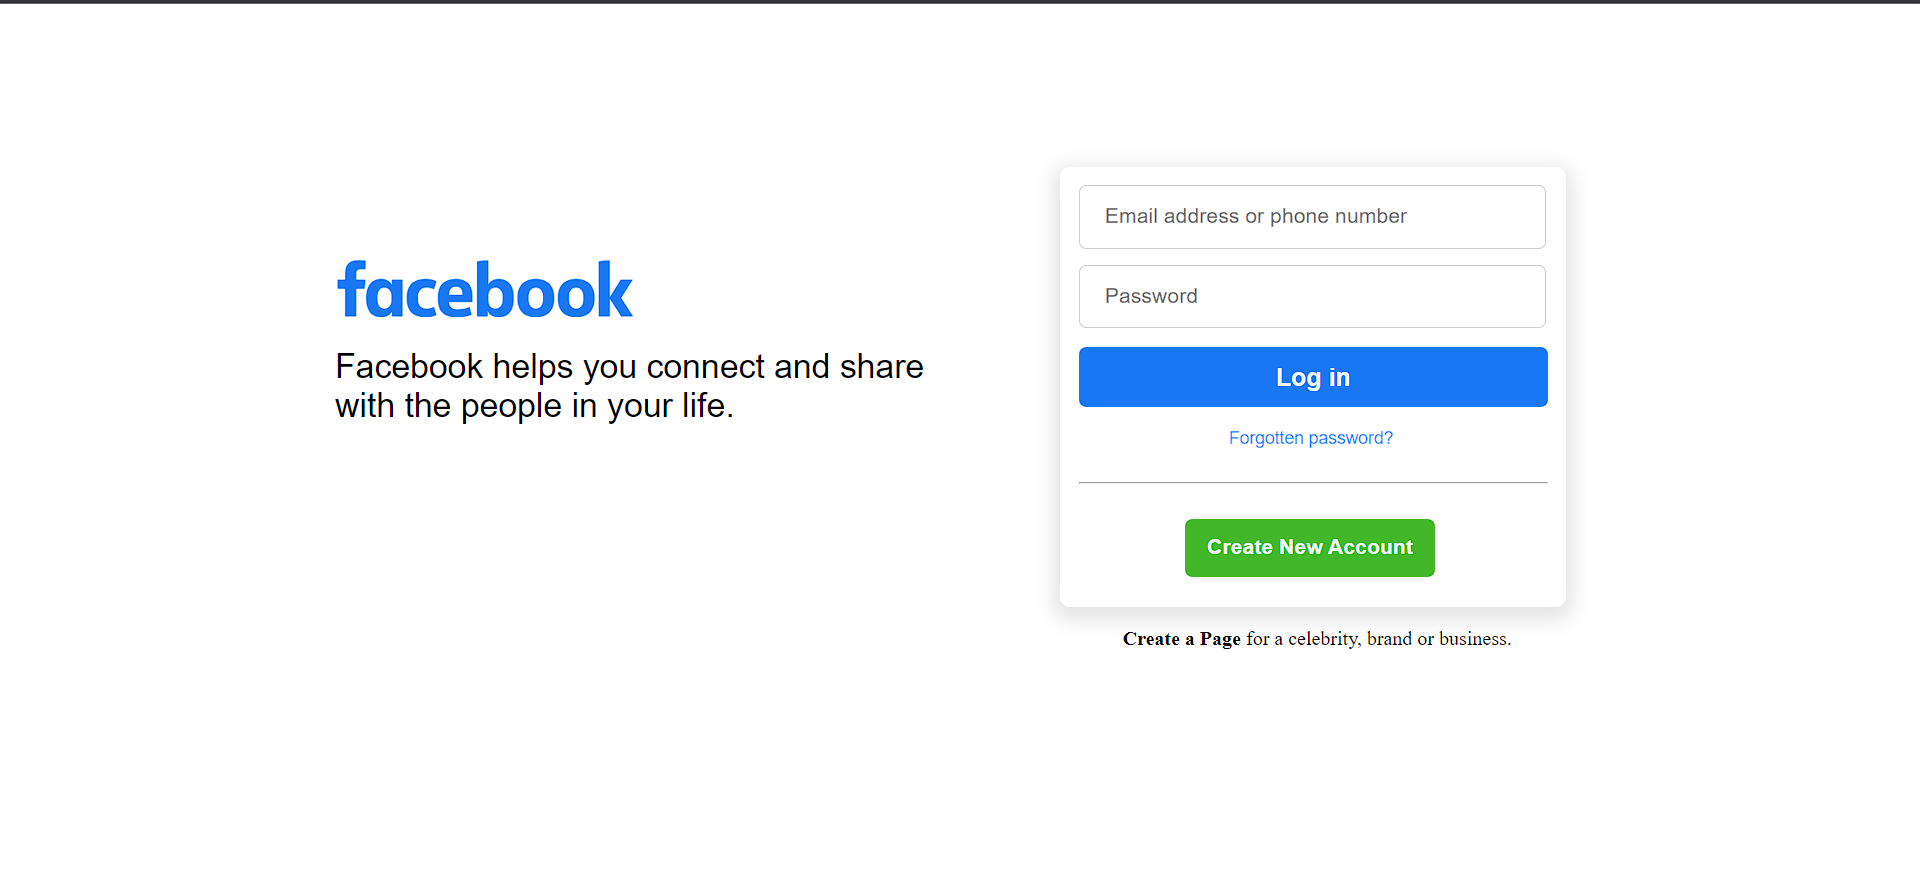 facebook
Facebook helps you connect and share
with the people in your life.
Email address or phone number
Password
Log in
Forgotten password?
Create New Account
Create a Page for a celebrity, brand or business.